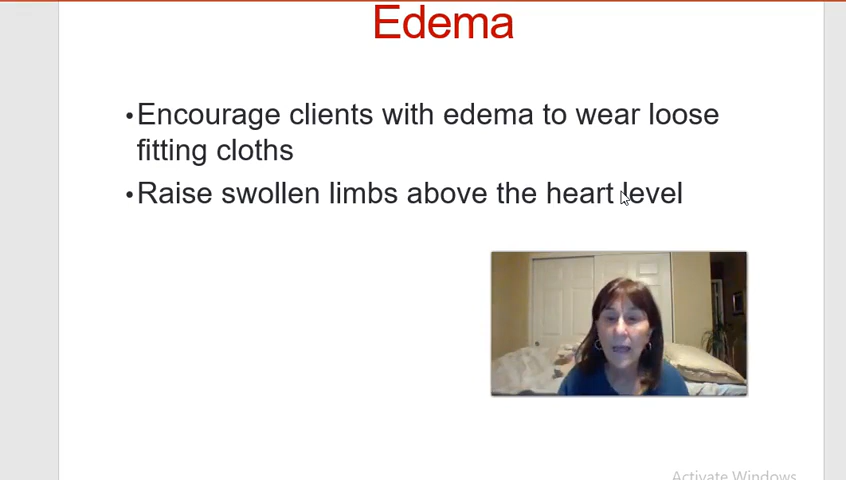 Edema
•Encourage clients with edema to wear loose
fitting cloths
•Raise swollen limbs above the heart level
Activate Windows